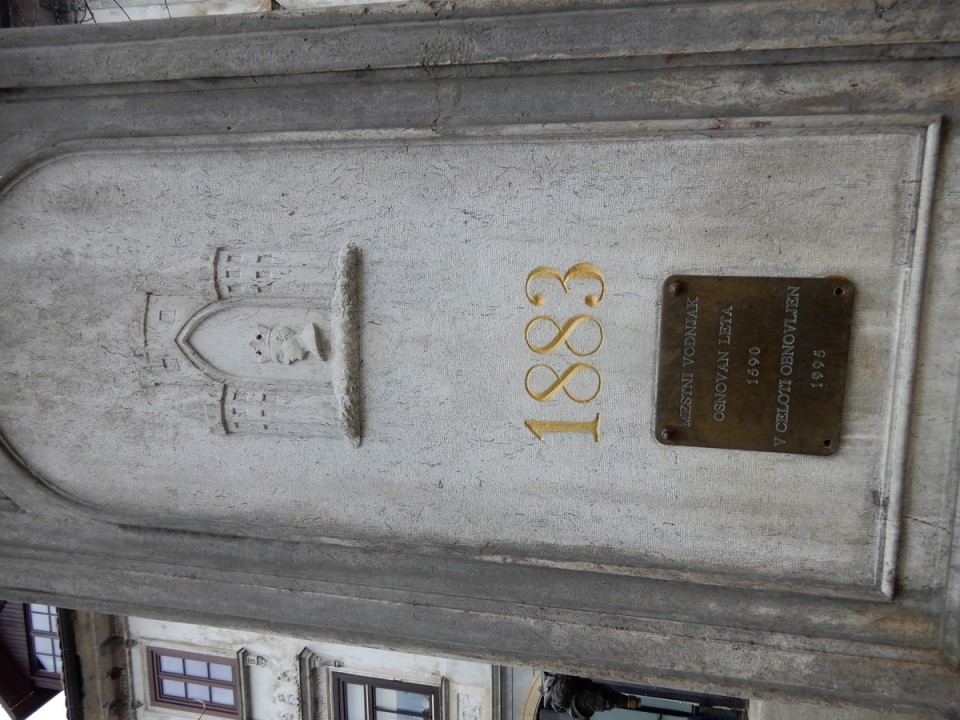 1883
MESTNI VODNJAK
OSNOVAN LETA
1590
V CELOTI OBNOVLJEN
1995